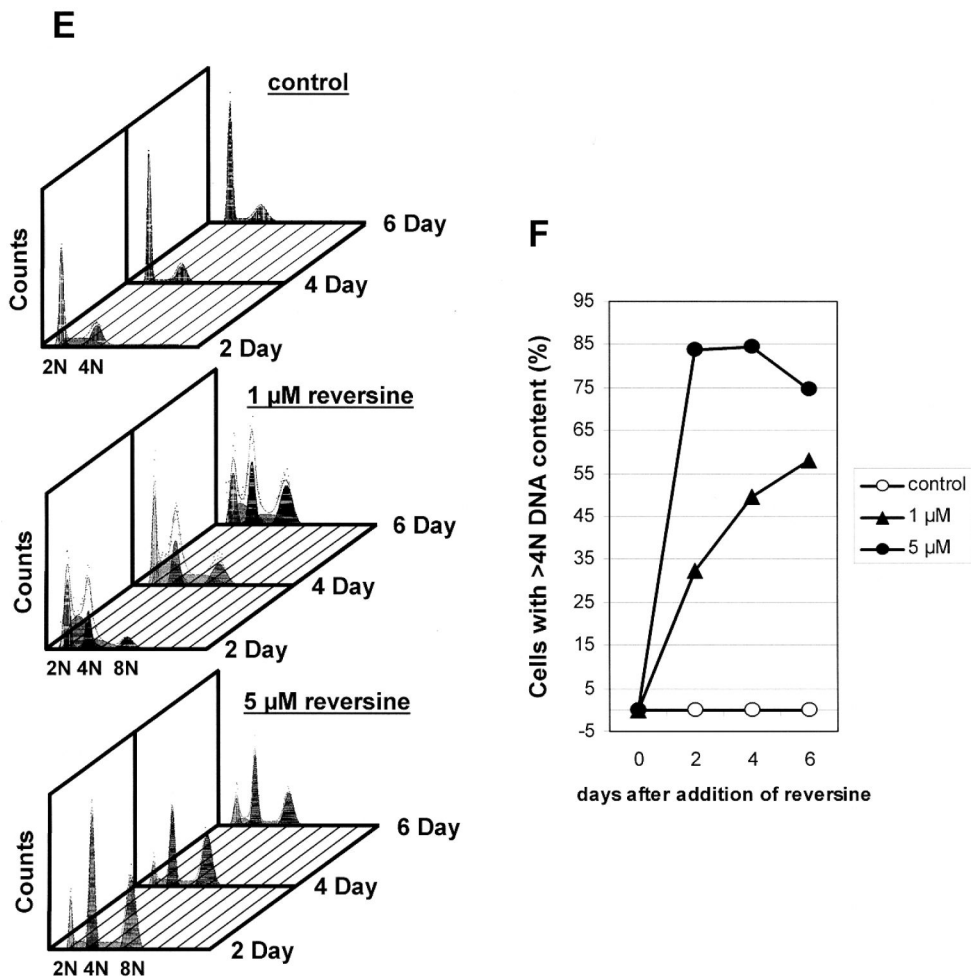 E
control
Counts
6 Day
4 Day
2 Day
2N 4N
1 µM reversine
Counts
6 Day
4 Day
2 Day
2N 4N 8N
5 µM reversine
Counts
6 Day
4 Day
2 Day
2N 4N 8N
F
Cells with >4N DNA content (%)
95
85
75
65
55
45
35
25
15
5
-5
0 2 4 6
days after addition of reversine
control
1 µM
5 µM